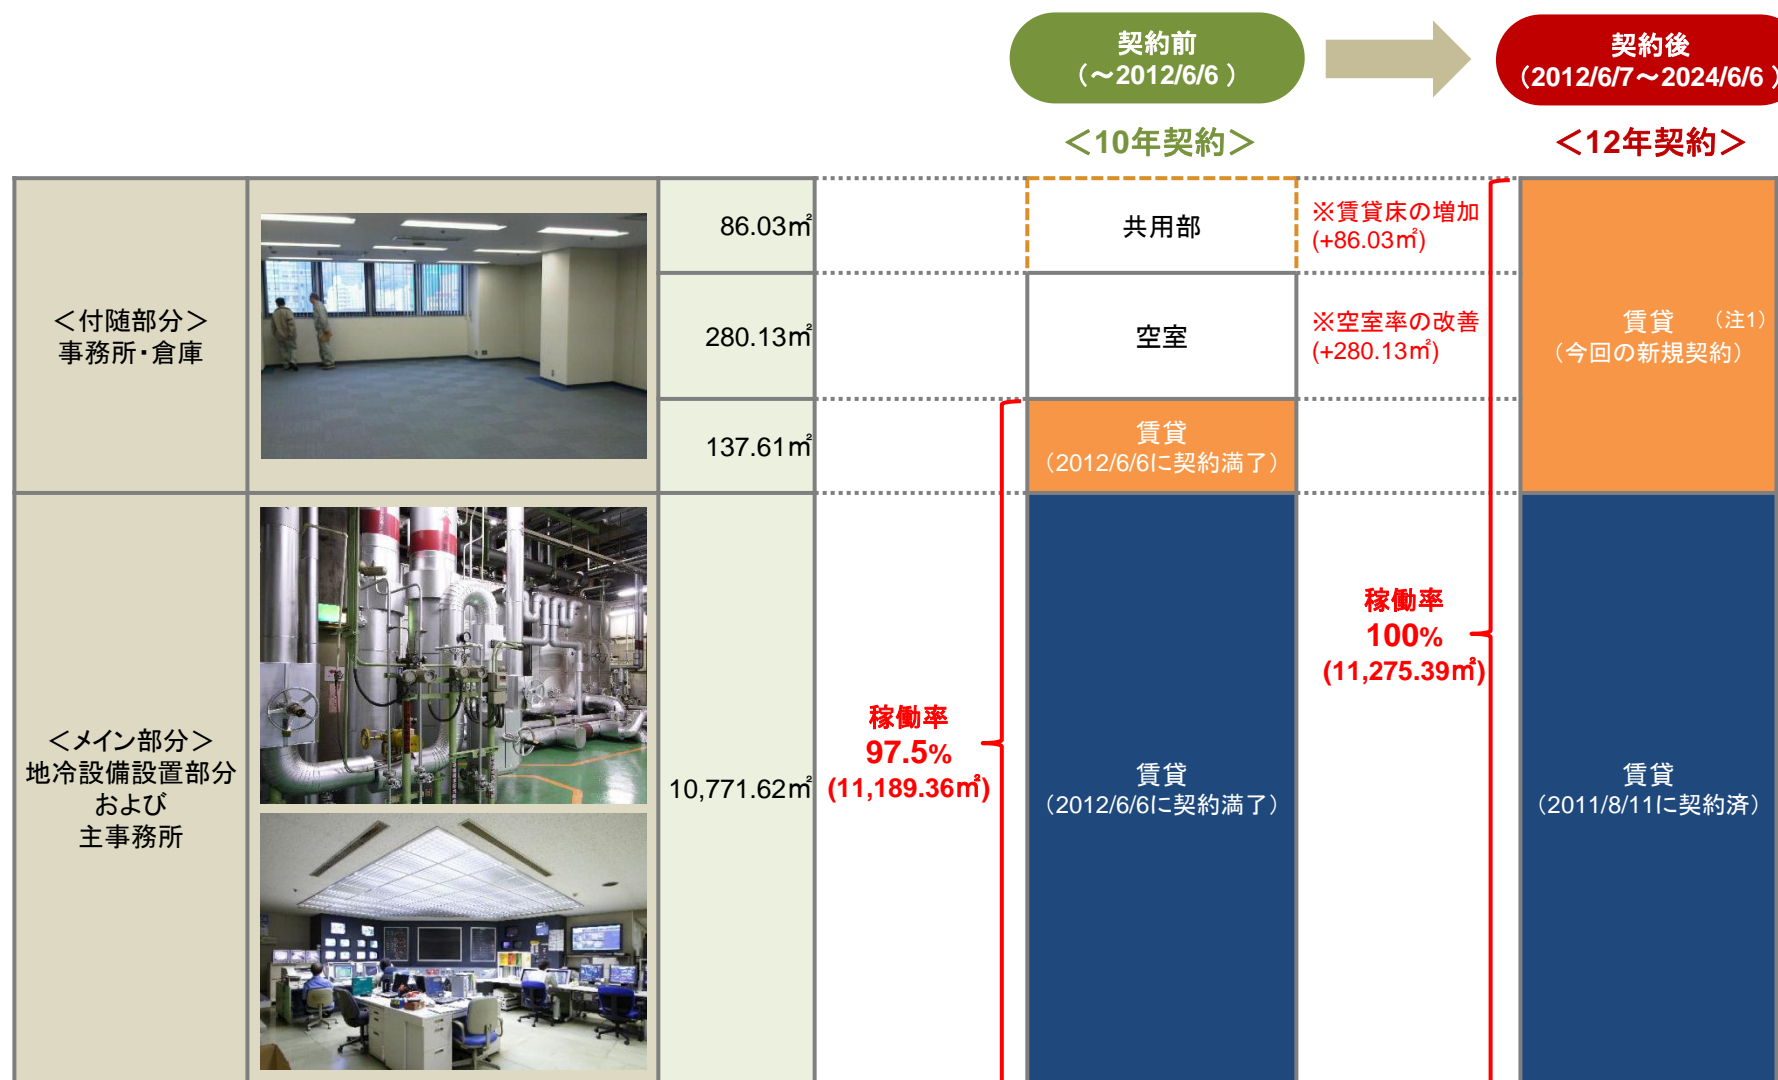 契約前
（～2012/6/6 ）
契約後
（2012/6/7～2024/6/6 ）
＜10年契約＞
＜12年契約＞
＜付随部分＞
事務所・倉庫
86.03㎡
共用部
※賃貸床の増加
(+86.03㎡)
280.13㎡
空室
※空室率の改善
(+280.13㎡)
賃貸 （注1）
（今回の新規契約）
137.61㎡
賃貸
（2012/6/6に契約満了）
＜メイン部分＞
地冷設備設置部分
および
主事務所
10,771.62㎡
稼働率
97.5%
(11,189.36㎡)
賃貸
（2012/6/6に契約満了）
稼働率
100%
(11,275.39㎡)
賃貸
（2011/8/11に契約済）